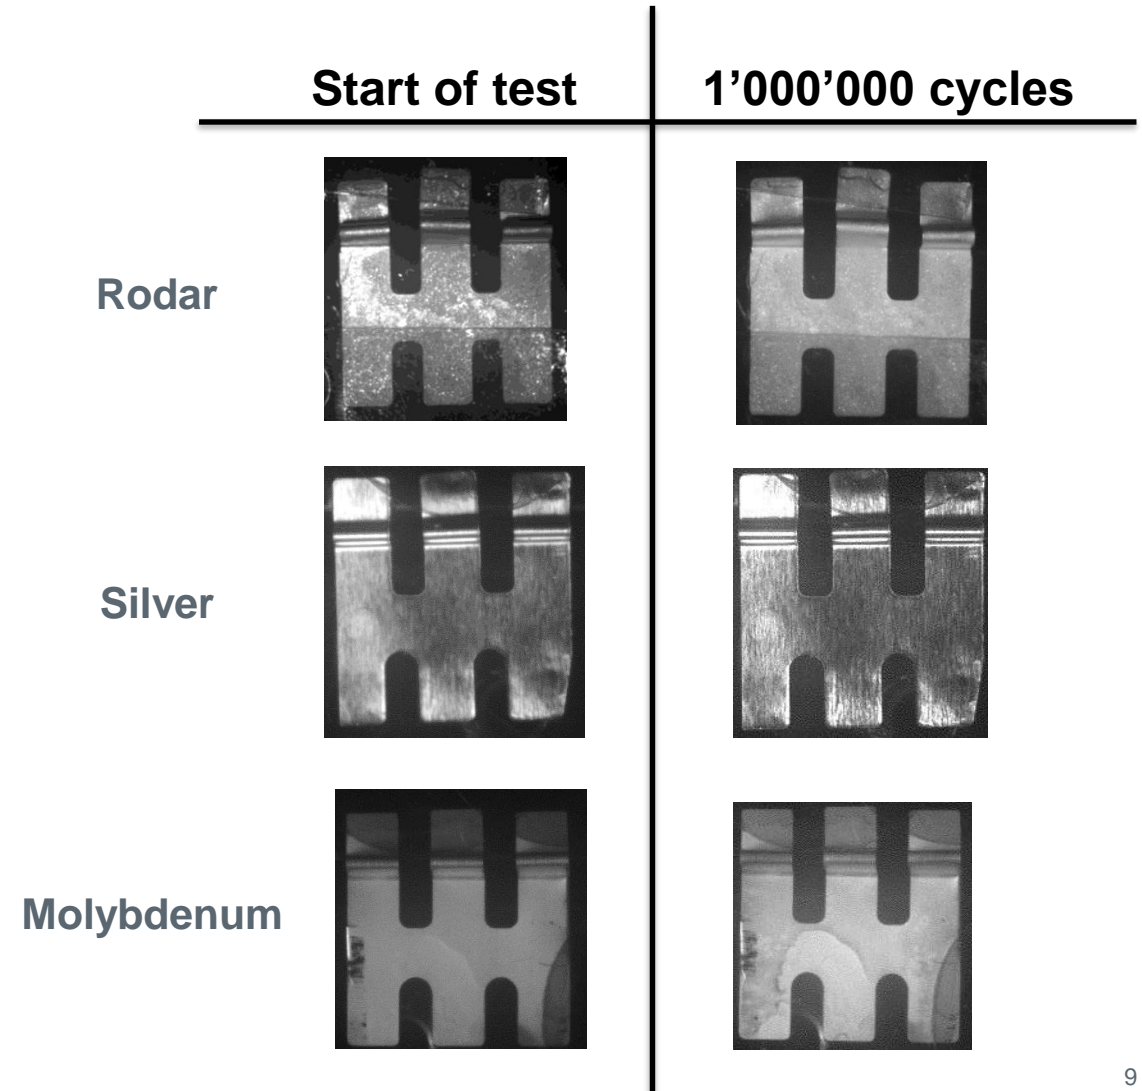 Start of test
1’000’000 cycles
Rodar
Silver
Molybdenum
9